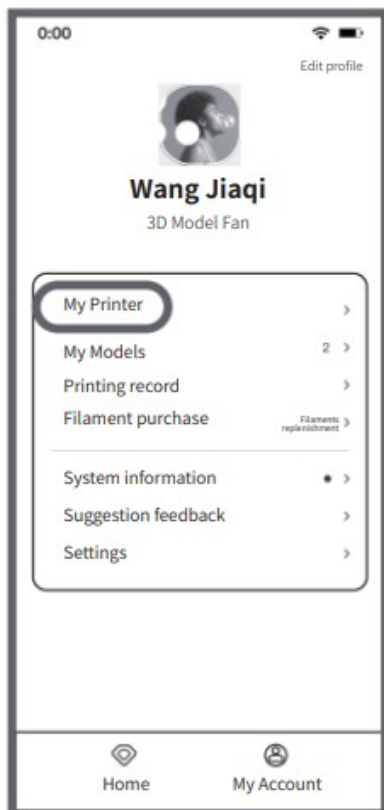 0:00
Edit profile
Wang Jiaqi
3D Model Fan
My Printer
My Models 2
Printing record
Filament purchase Filaments replenishment
System information
Suggestion feedback
Settings
Home My Account